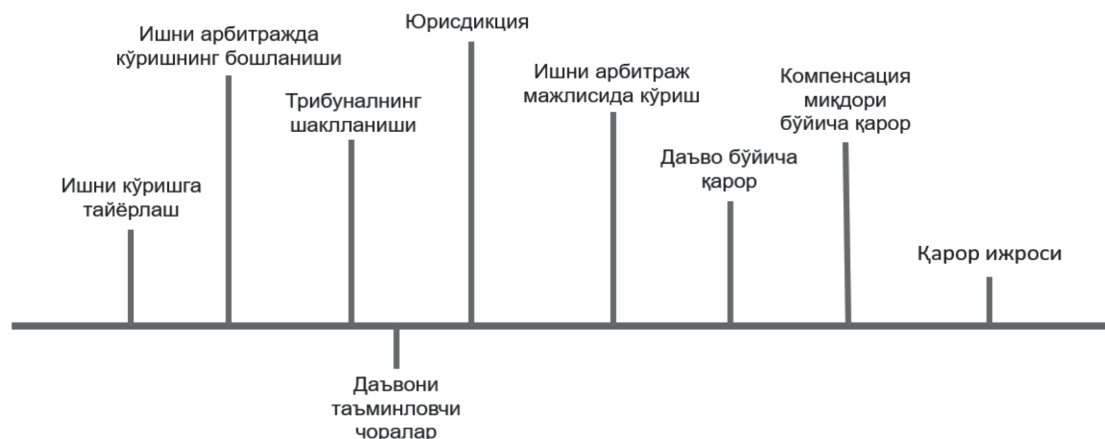 Ишни кўришга
тайёрлаш
Ишни арбитражда
кўришнинг бошланиши
Трибуналнинг
шаклланиши
Даъвони
таъминловчи
чоралар
Юрисдикция
Ишни арбитраж
мажлисида кўриш
Даъво бўйича
қарор
Компенсация
миқдори
бўйича қарор
Қарор ижроси